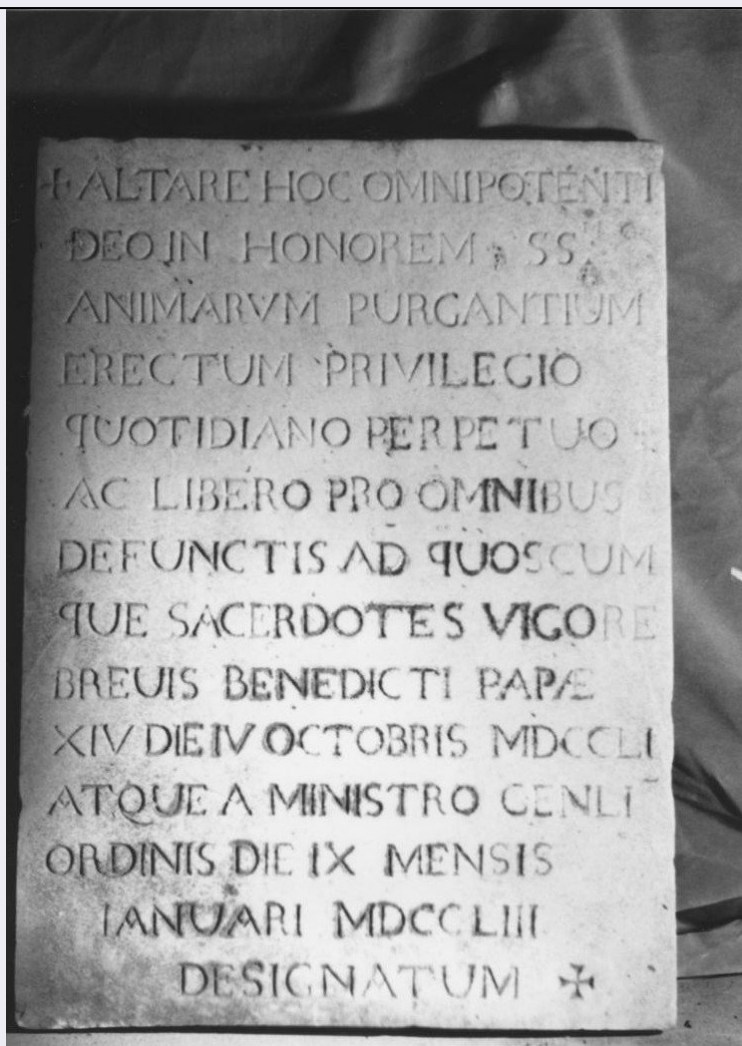 ✠ ALTARE HOC OMNIPOTENTI
DEO IN HONOREM SS
ANIMARVM PURGANTIUM
ERECTUM PRIVILEGIO
QUOTIDIANO PERPETUO
AC LIBERO PRO OMNIBUS
DEFUNCTIS AD QUOSCUM
QUE SACERDOTES VIGORE
BREUIS BENEDICTI PAPÆ
XIV DIE IV OCTOBRIS MDCCLI
ATQUE A MINISTRO GENLI
ORDINIS DIE IX MENSIS
IANUARI MDCCLIII
DESIGNATUM ✠